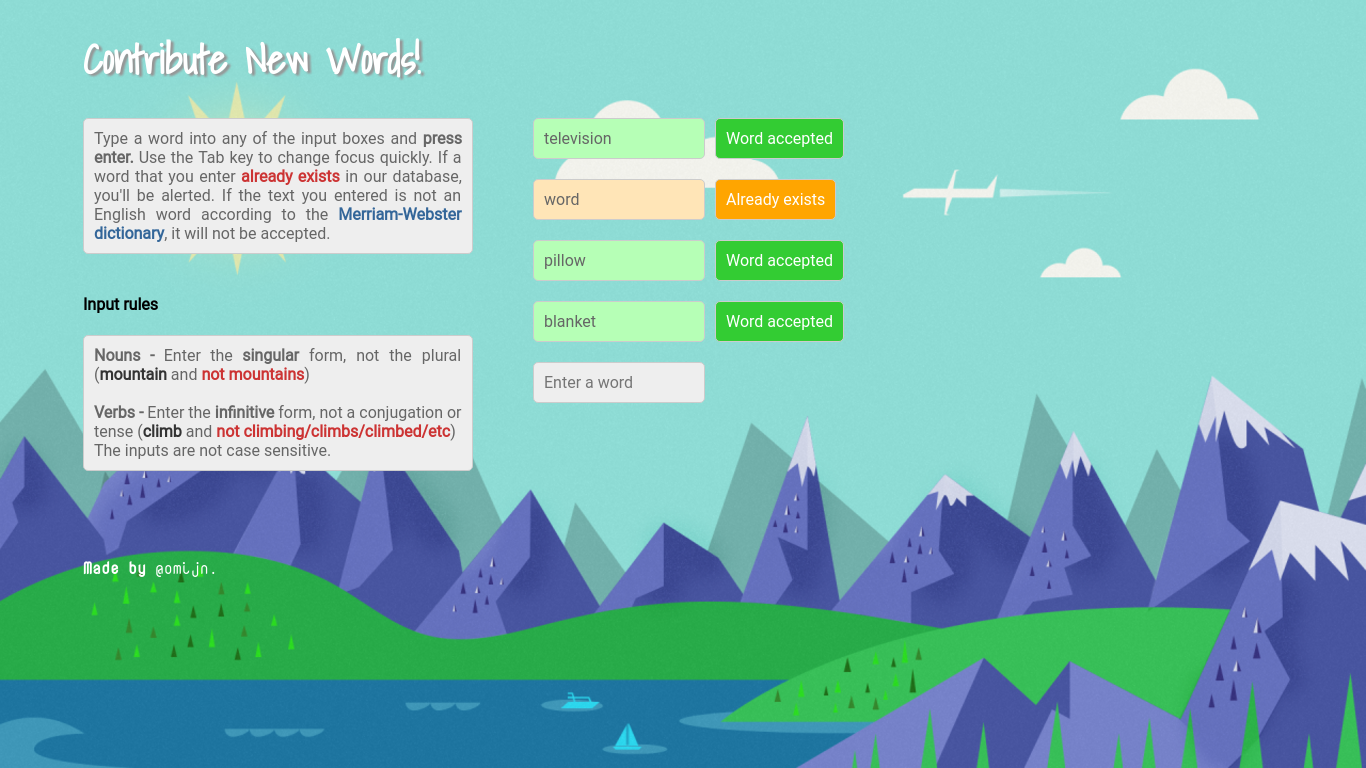 Contribute New Words!
Type a word into any of the input boxes and press
enter. Use the Tab key to change focus quickly. If a
word that you enter already exists in our database,
you'll be alerted. If the text you entered is not an
English word according to the Merriam-Webster
dictionary, it will not be accepted.
Input rules
Nouns - Enter the singular form, not the plural
(mountain and not mountains)
Verbs - Enter the infinitive form, not a conjugation or
tense (climb and not climbing/climbs/climbed/etc)
The inputs are not case sensitive.
Made by @omijn.
television
Word accepted
word
Already exists
pillow
Word accepted
blanket
Word accepted
Enter a word